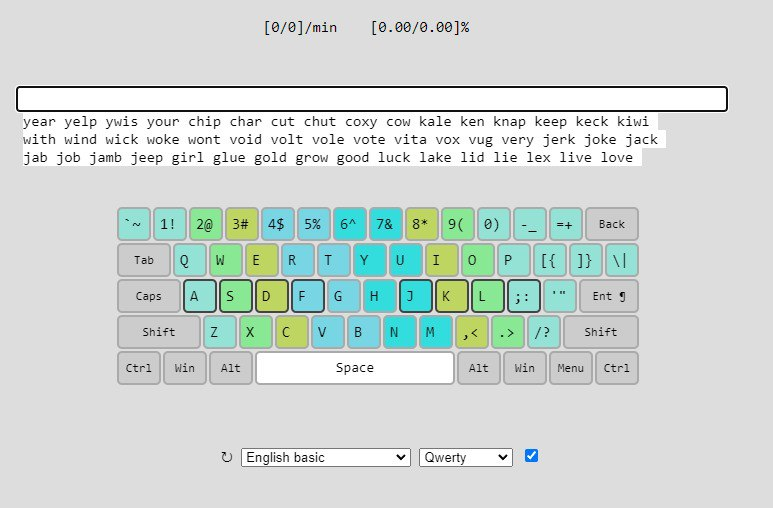 [0/0]/min [0.00/0.00]%
year yelp ywis your chip char cut chut coxy cow kale ken knap keep keck kiwi
with wind wick woke wont void volt vole vote vita vox vug very jerk joke jack
jab job jamb jeep girl glue gold grow good luck lake lid lie lex live love
`~ 1! 2@ 3# 4$ 5% 6^ 7& 8* 9( 0) -_ =+ Back
Tab Q W E R T Y U I O P [{ ]} \|
Caps A S D F G H J K L ;: '" Ent ¶
Shift Z X C V B N M ,< .> /? Shift
Ctrl Win Alt Space Alt Win Menu Ctrl
↻ English basic Qwerty